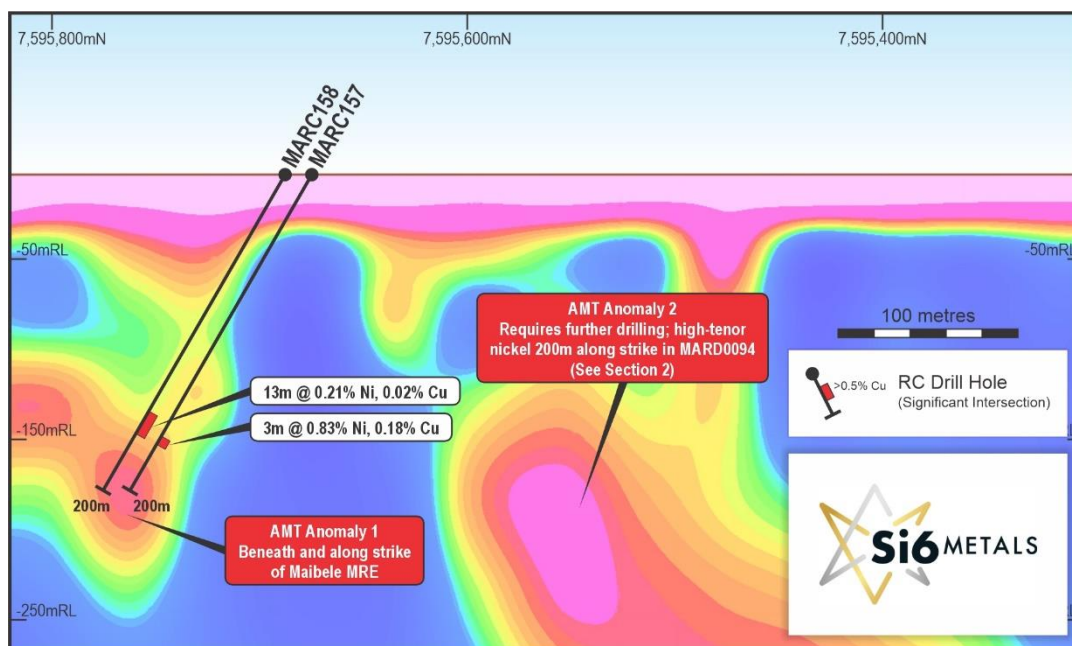 7,595,800mN
7,595,600mN
7,595,400mN
MARC158
MARC157
-50mRL
-50mRL
AMT Anomaly 2
Requires further drilling; high-tenor
nickel 200m along strike in MARD0094
(See Section 2)
100 metres
>0.5% Cu
RC Drill Hole
(Significant Intersection)
13m @ 0.21% Ni, 0.02% Cu
3m @ 0.83% Ni, 0.18% Cu
-150mRL
-150mRL
200m
200m
AMT Anomaly 1
Beneath and along strike
of Maibele MRE
Si6 METALS
-250mRL